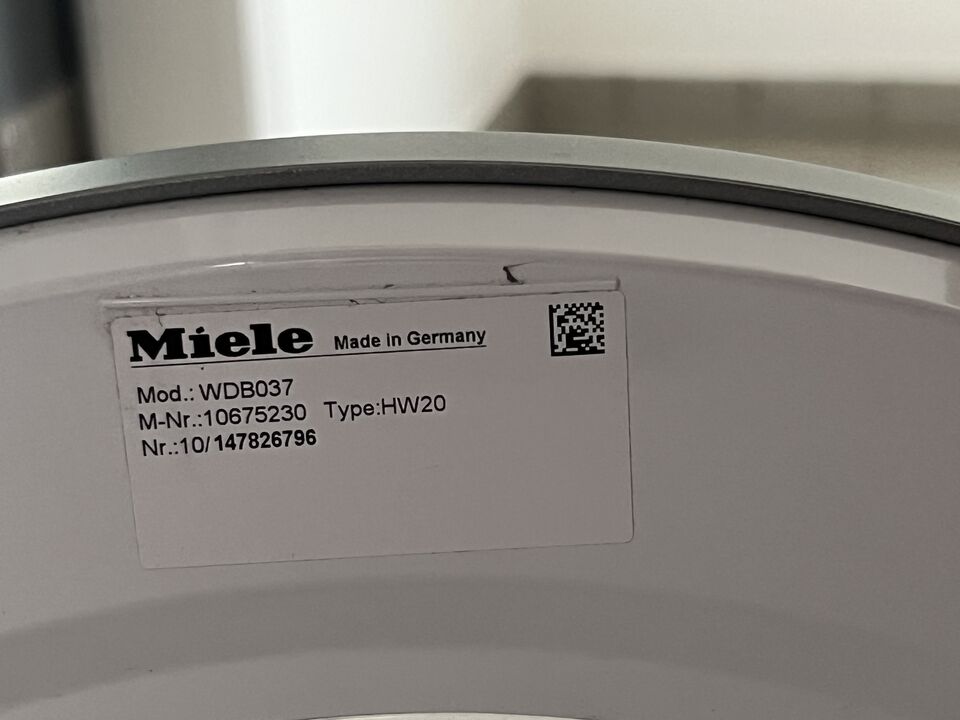 Miele Made in Germany
Mod.: WDB037
M-Nr.:10675230 Type:HW20
Nr.:10/147826796